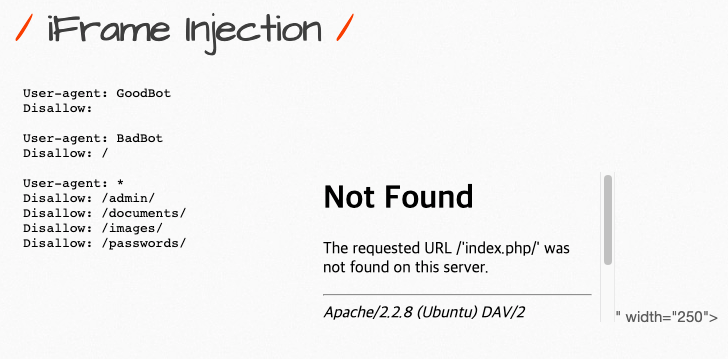 / iFrame Injection /
User-agent: GoodBot
Disallow:
User-agent: BadBot
Disallow: /
User-agent: *
Disallow: /admin/
Disallow: /documents/
Disallow: /images/
Disallow: /passwords/
Not Found
The requested URL /'index.php/' was
not found on this server.
Apache/2.2.8 (Ubuntu) DAV/2
" width="250">